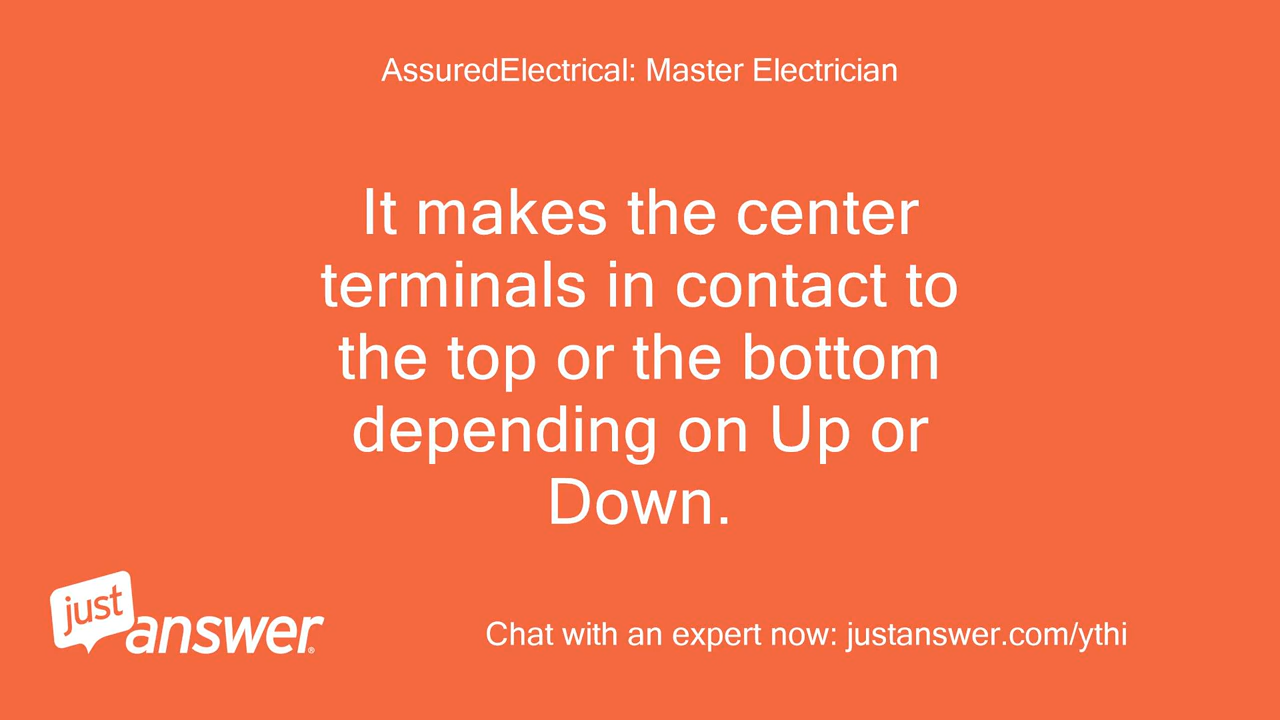 AssuredElectrical: Master Electrician
It makes the center
terminals in contact to
the top or the bottom
depending on Up or
Down.
just
answer®
Chat with an expert now: justanswer.com/ythi